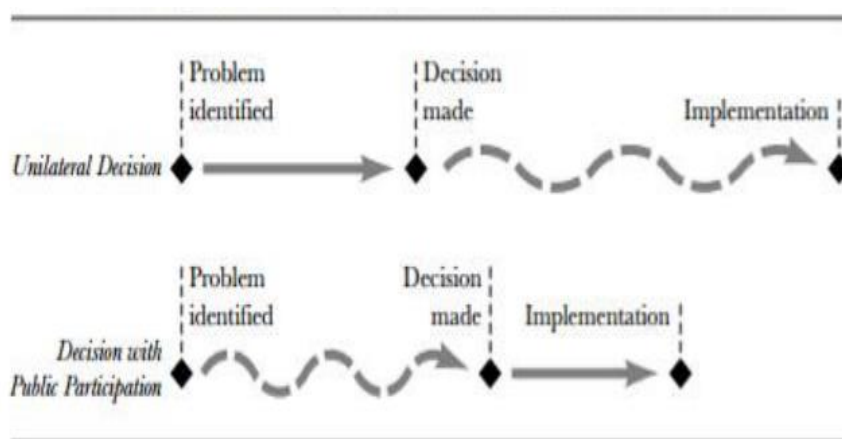 Problem
identified
Decision
made
Implementation
Unilateral Decision
Problem
identified
Decision
made
Implementation
Decision with
Public Participation